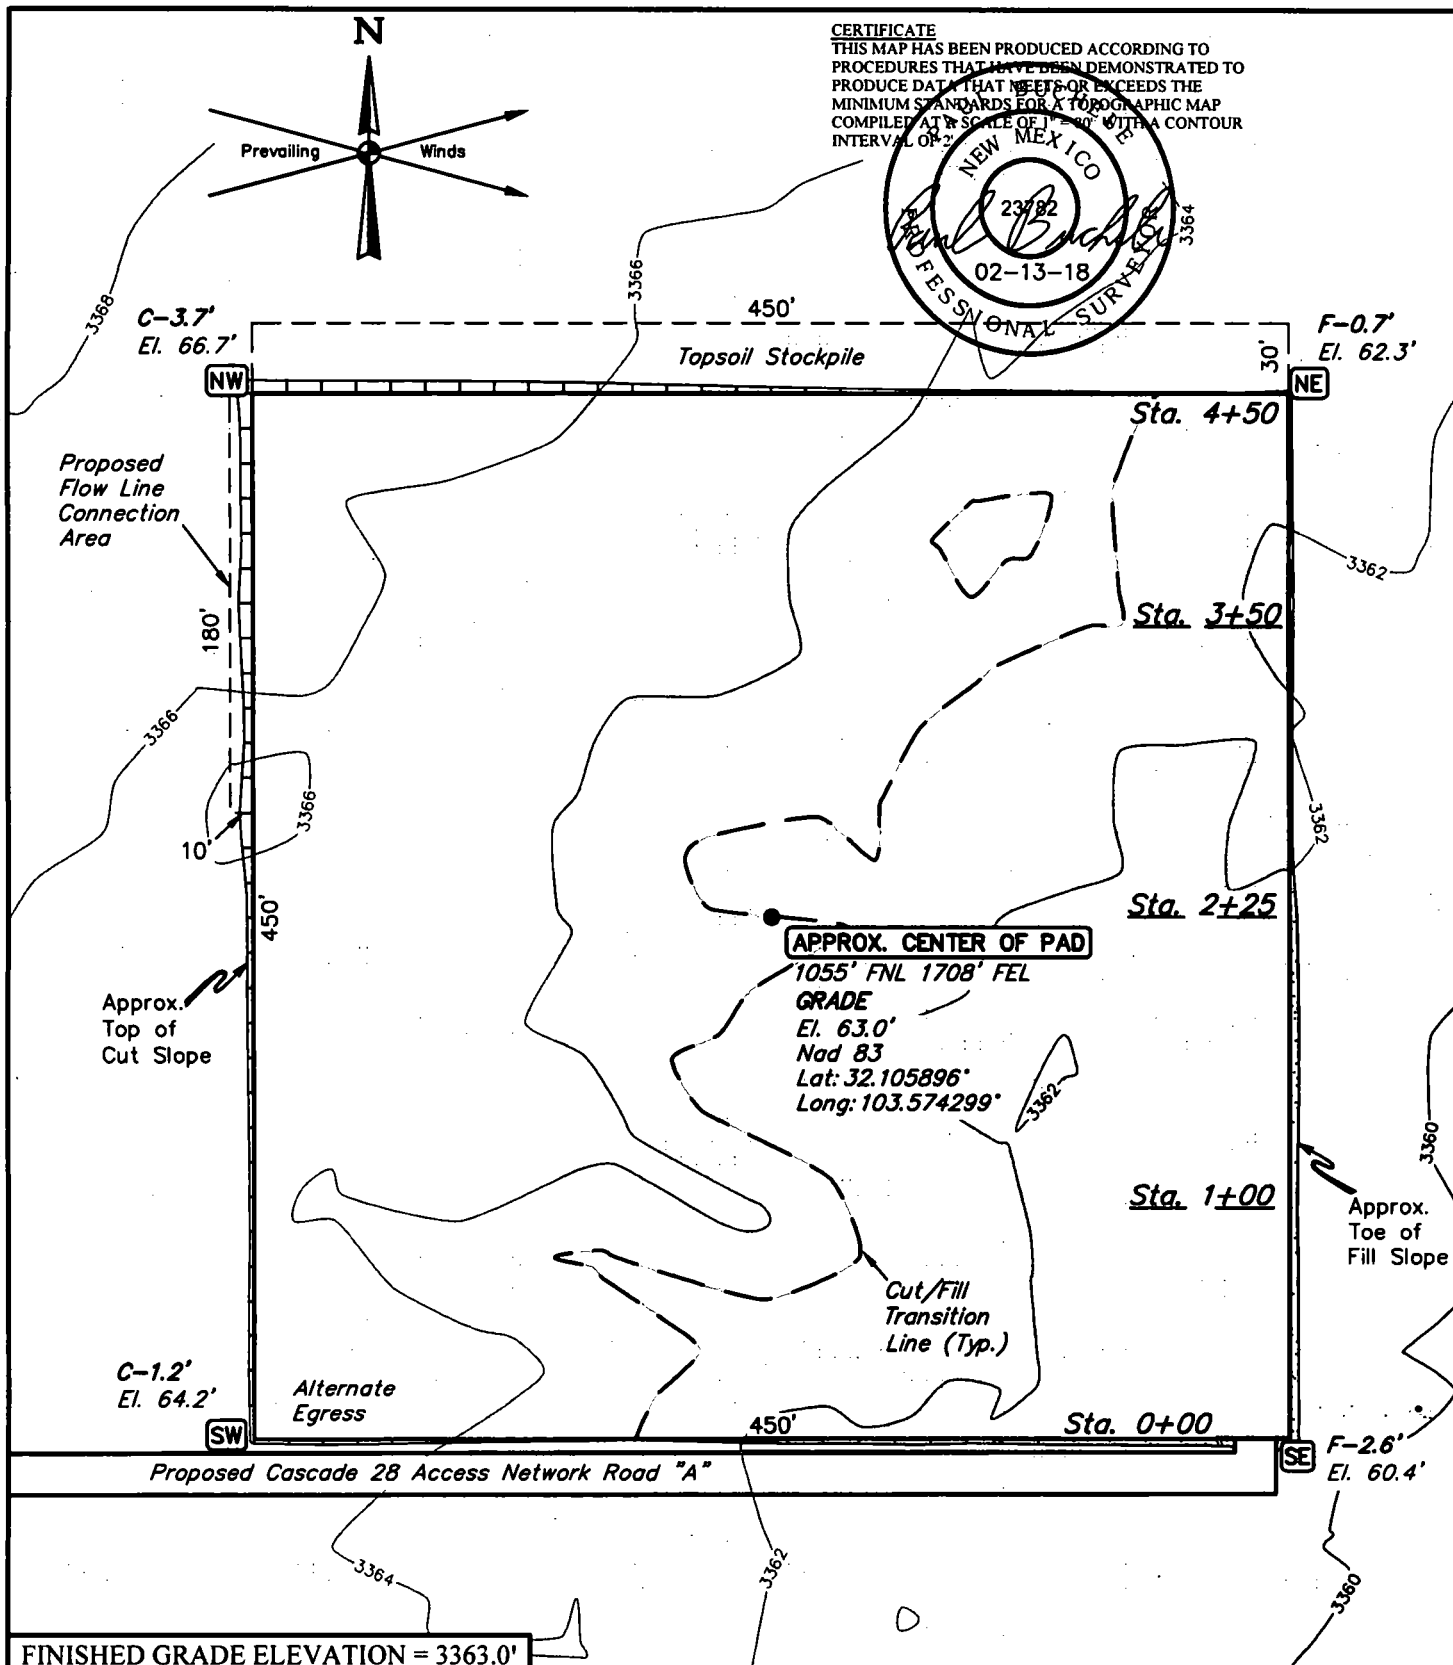 CERTIFICATE
THIS MAP HAS BEEN PRODUCED ACCORDING TO
PROCEDURES THAT HAVE BEEN DEMONSTRATED TO
PRODUCE DATA THAT MEETS OR EXCEEDS THE
MINIMUM STANDARDS FOR A TOPOGRAPHIC MAP
COMPILED AT A SCALE OF 1" = 80' WITH A CONTOUR
INTERVAL OF 2'
N
Prevailing Winds
PAUL BUCHELE
NEW MEXICO
23782
02-13-18
PROFESSIONAL SURVEYOR
3364
3366
3368
C-3.7'
El. 66.7'
450'
F-0.7'
El. 62.3'
Topsoil Stockpile
30'
NW
NE
Sta. 4+50
Proposed
Flow Line
Connection
Area
3362
180'
Sta. 3+50
3366
3366
3362
10'
450'
Sta. 2+25
APPROX. CENTER OF PAD
1055' FNL 1708' FEL
GRADE
El. 63.0'
Nad 83
Lat: 32.105896°
Long: 103.574299°
Approx.
Top of
Cut Slope
3362
3360
Sta. 1+00
Approx.
Toe of
Fill Slope
Cut/Fill
Transition
Line (Typ.)
C-1.2'
El. 64.2'
Alternate
Egress
450'
Sta. 0+00
SW
SE
F-2.6'
El. 60.4'
Proposed Cascade 28 Access Network Road "A"
3364
3362
3360
FINISHED GRADE ELEVATION = 3363.0'